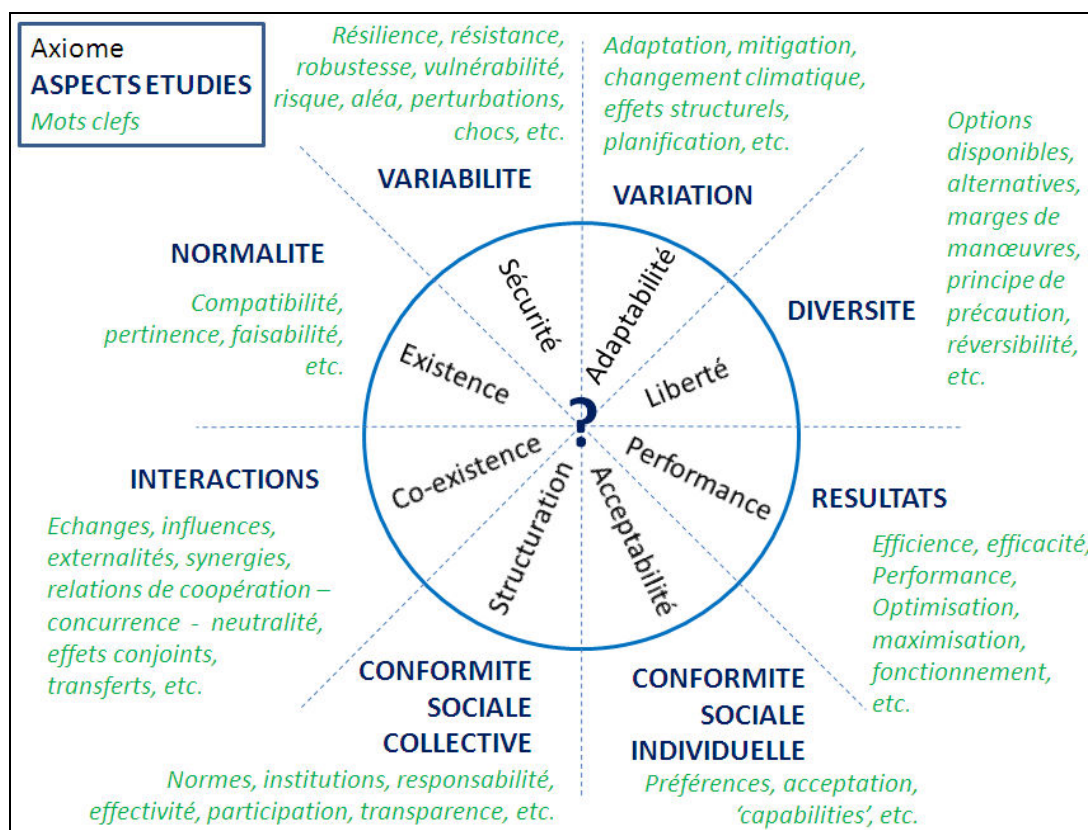 Axiome
ASPECTS ETUDIES
Mots clefs
Résilience, résistance,
robustesse, vulnérabilité,
risque, aléa, perturbations,
chocs, etc.
VARIABILITE
Adaptation, mitigation,
changement climatique,
effets structurels,
planification, etc.
VARIATION
Options
disponibles,
alternatives,
marges de
manœuvres,
principe de
précaution,
réversibilité,
etc.
DIVERSITE
NORMALITE
Compatibilité,
pertinence, faisabilité,
etc.
Sécurité
Adaptabilité
Existence
Liberté
?
Co-existence
Performance
Structuration
Acceptabilité
INTERACTIONS
Echanges, influences,
externalités, synergies,
relations de coopération –
concurrence - neutralité,
effets conjoints,
transferts, etc.
RESULTATS
Efficience, efficacité,
Performance,
Optimisation,
maximisation,
fonctionnement,
etc.
CONFORMITE
SOCIALE
COLLECTIVE
Normes, institutions, responsabilité,
effectivité, participation, transparence, etc.
CONFORMITE
SOCIALE
INDIVIDUELLE
Préférences, acceptation,
‘capabilities’, etc.